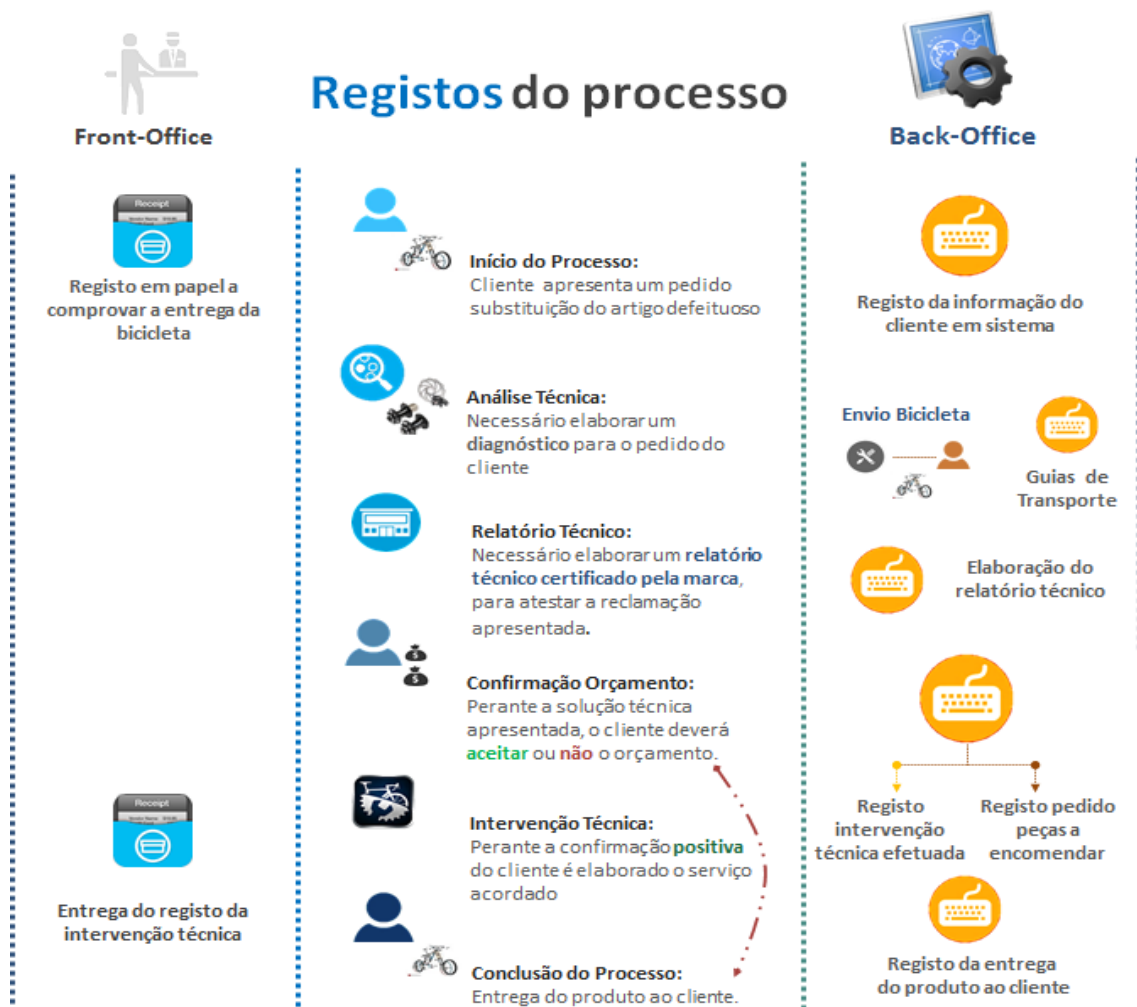 Registos do processo
Front-Office
Back-Office
Receipt
Registo em papel a
comprovar a entrega da
bicicleta
Início do Processo:
Cliente apresenta um pedido
substituição do artigo defeituoso
Registo da informação do
cliente em sistema
Análise Técnica:
Necessário elaborar um
diagnóstico para o pedido do
cliente
Envio Bicicleta
Guias de
Transporte
Relatório Técnico:
Necessário elaborar um relatório
técnico certificado pela marca,
para atestar a reclamação
apresentada.
Elaboração do
relatório técnico
$
$
Confirmação Orçamento:
Perante a solução técnica
apresentada, o cliente deverá
aceitar ou não o orçamento.
Registo
intervenção
técnica efetuada
Registo pedido
peças a
encomendar
Receipt
Entrega do registo da
intervenção técnica
Intervenção Técnica:
Perante a confirmação positiva
do cliente é elaborado o serviço
acordado
Conclusão do Processo:
Entrega do produto ao cliente.
Registo da entrega
do produto ao cliente